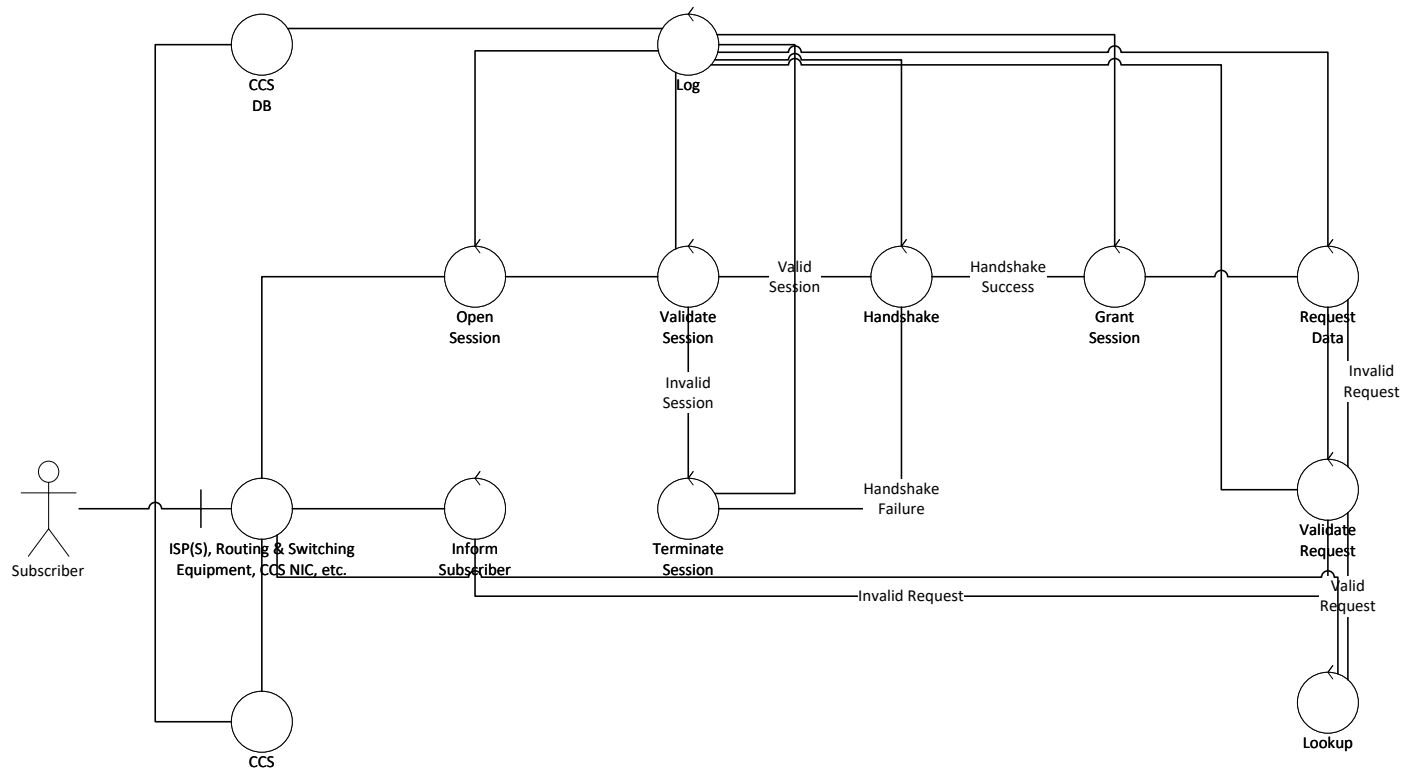 CCS
DB
Log
Open
Session
Validate
Session
Valid
Session
Handshake
Handshake
Success
Grant
Session
Request
Data
Invalid
Session
Invalid
Request
Subscriber
ISP(S), Routing & Switching
Equipment, CCS NIC, etc.
Inform
Subscriber
Terminate
Session
Handshake
Failure
Validate
Request
Invalid Request
Valid
Request
CCS
Lookup